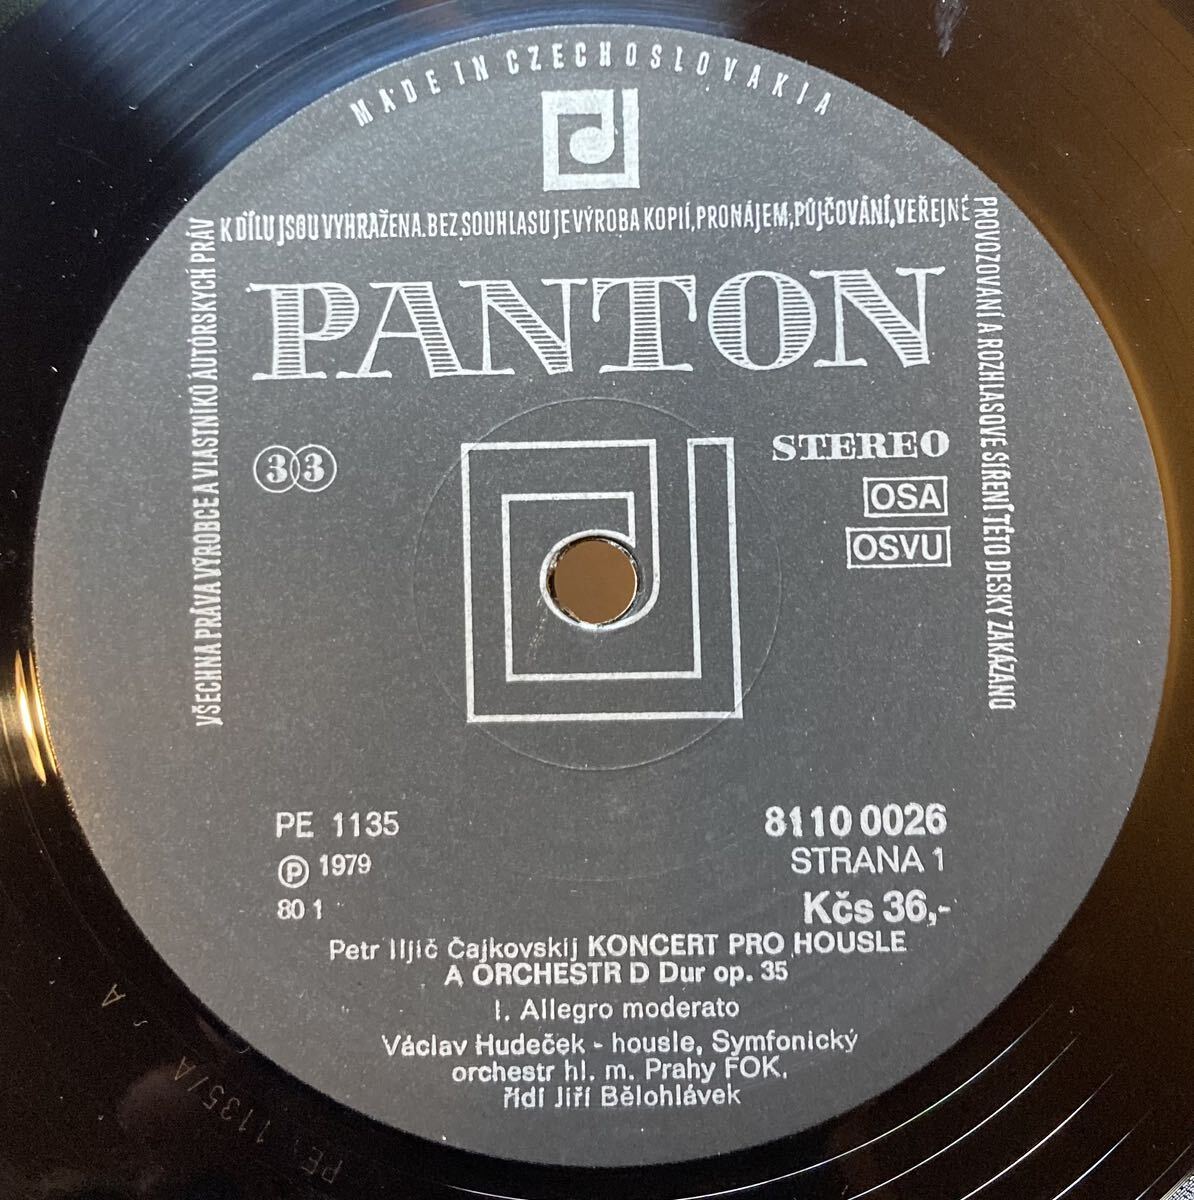 MADE IN CZECHOSLOVAKIA
VŠECHNA PRÁVA VÝROBCE A VLASTNÍKŮ AUTORSKÝCH PRÁV
K DÍLU JSOU VYHRAŽENA. BEZ SOUHLASU JE VÝROBA KOPIÍ, PRONÁJEM, PŮJČOVÁNÍ, VEŘEJNÉ
PROVOZOVÁNÍ A ROZHLASOVÉ ŠÍŘENÍ TÉTO DESKY ZAKÁZÁNO
PANTON
33
STEREO
OSA
OSVU
PE 1135
8110 0026
Ⓟ 1979
STRANA 1
80 1
Kčs 36,-
Petr Iljič Čajkovskij KONCERT PRO HOUSLE
A ORCHESTR D Dur op. 35
I. Allegro moderato
Václav Hudeček - housle, Symfonický
orchestr hl. m. Prahy FOK,
řídí Jiří Bělohlávek
PE 1135/A
A